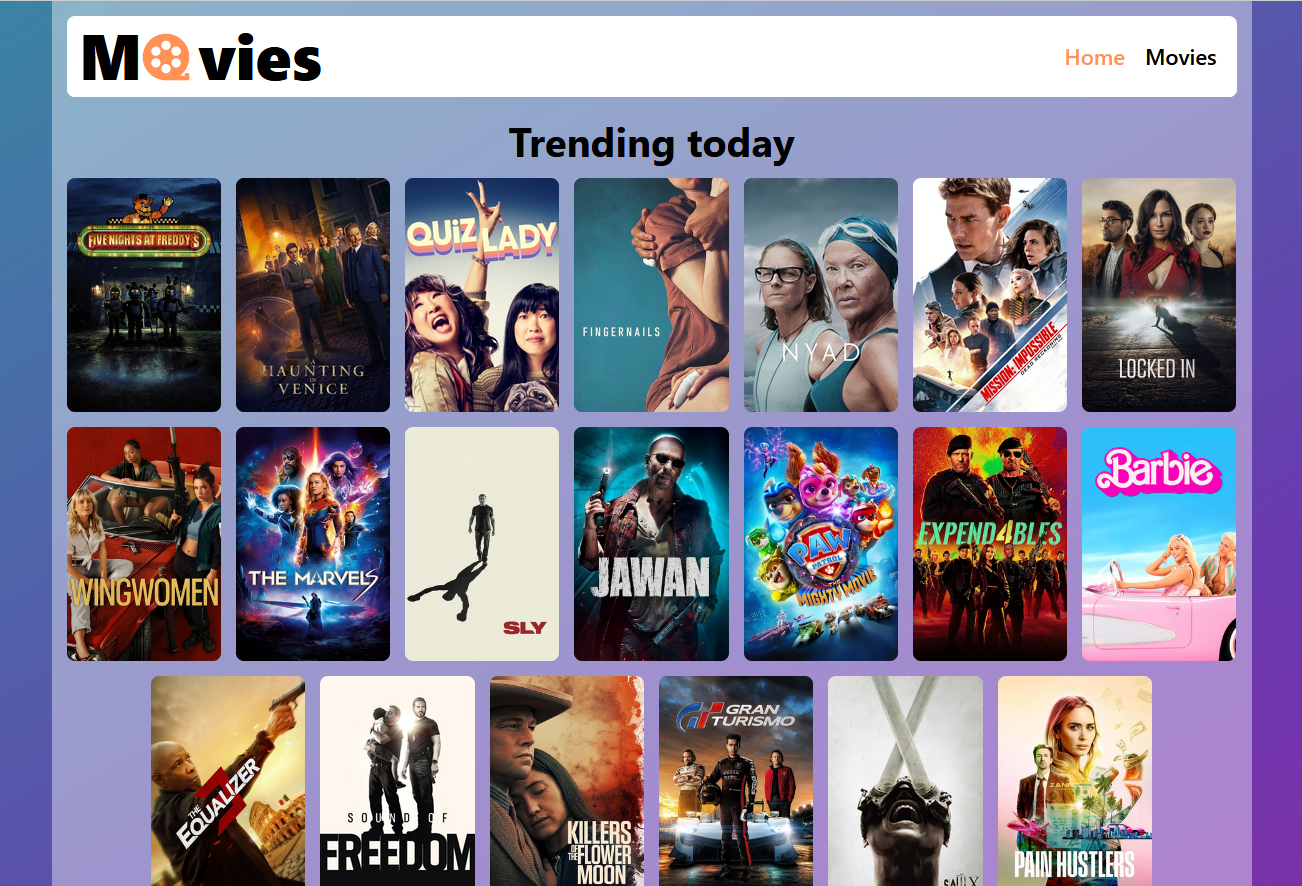 Movies
Home
Movies
Trending today
FIVE NIGHTS AT FREDDY'S
A
HAUNTING
IN
VENICE
QUIZ LADY
FINGERNAILS
NYAD
MISSION: IMPOSSIBLE
DEAD RECKONING
LOCKED IN
WINGWOMEN
THE MARVELS
SLY
JAWAN
PAW
PATROL
THE
MIGHTY MOVIE
EXPEND4BLES
Barbie
THE
EQUALIZER
SOUND OF
FREEDOM
KILLERS
OF THE FLOWER
MOON
GRAN
TURISMO
SAW X
PAIN HUSTLERS